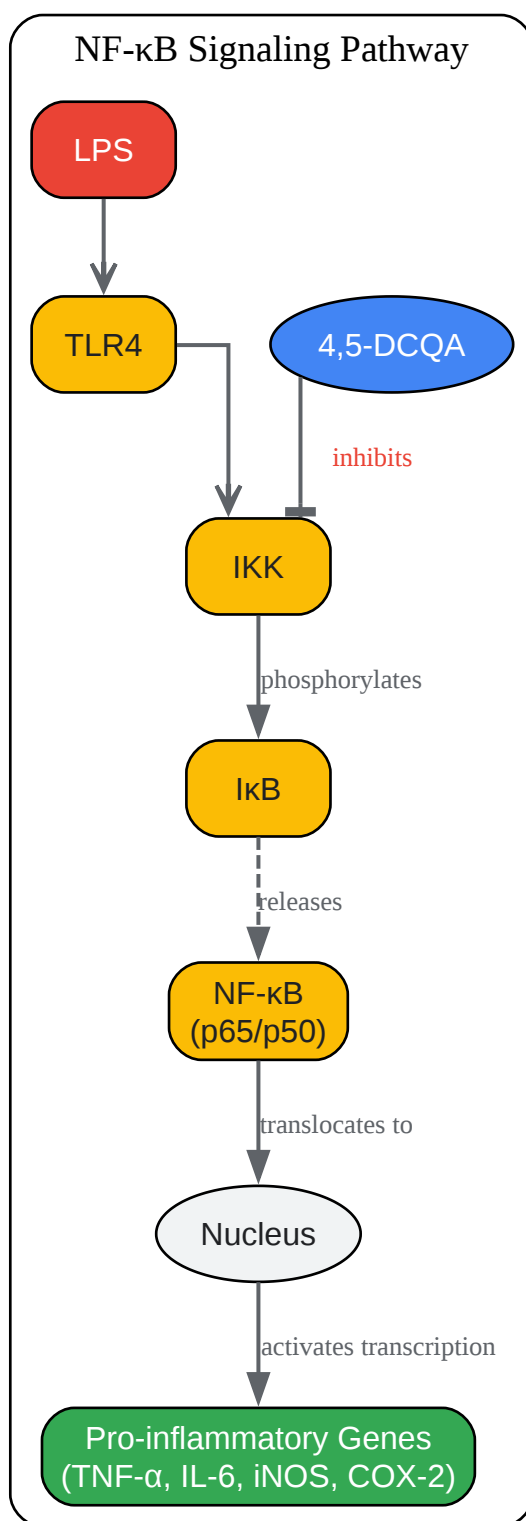 NF-κB Signaling Pathway
LPS
TLR4
4,5-DCQA
inhibits
IKK
phosphorylates
IκB
releases
NF-κB
(p65/p50)
translocates to
Nucleus
activates transcription
Pro-inflammatory Genes
(TNF-α, IL-6, iNOS, COX-2)